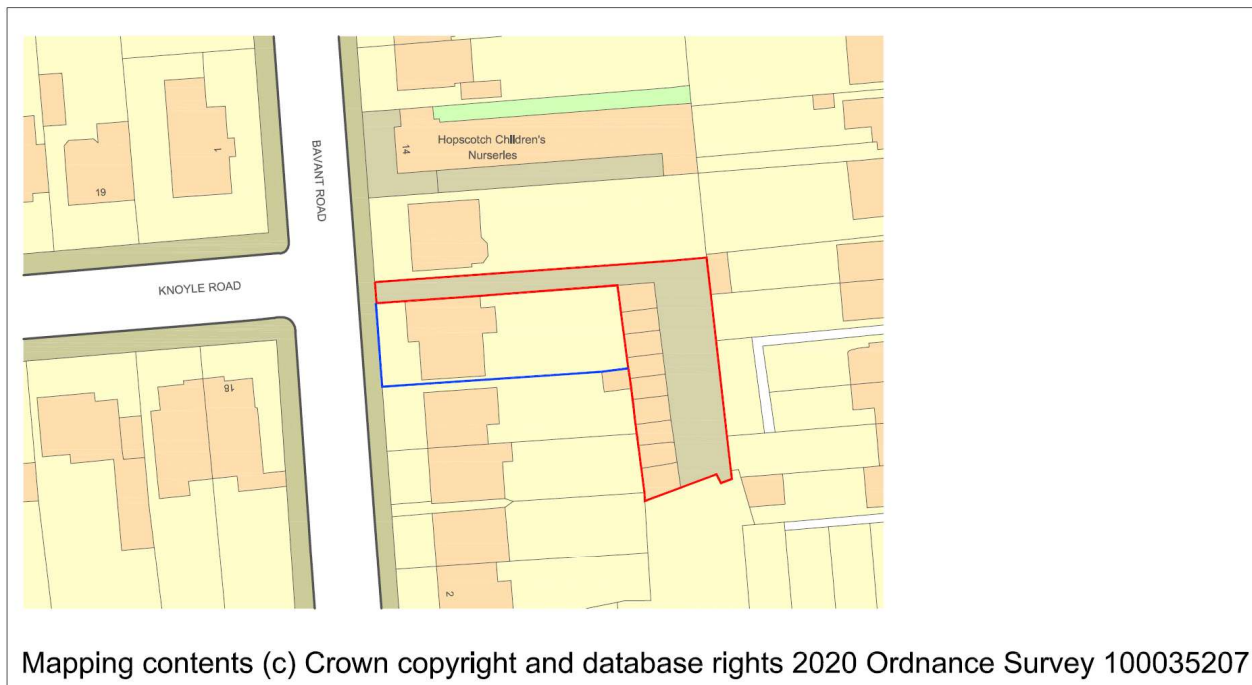 Hopscotch Children's
Nurseries
14
1
19
BAVANT ROAD
KNOYLE ROAD
18
2
Mapping contents (c) Crown copyright and database rights 2020 Ordnance Survey 100035207